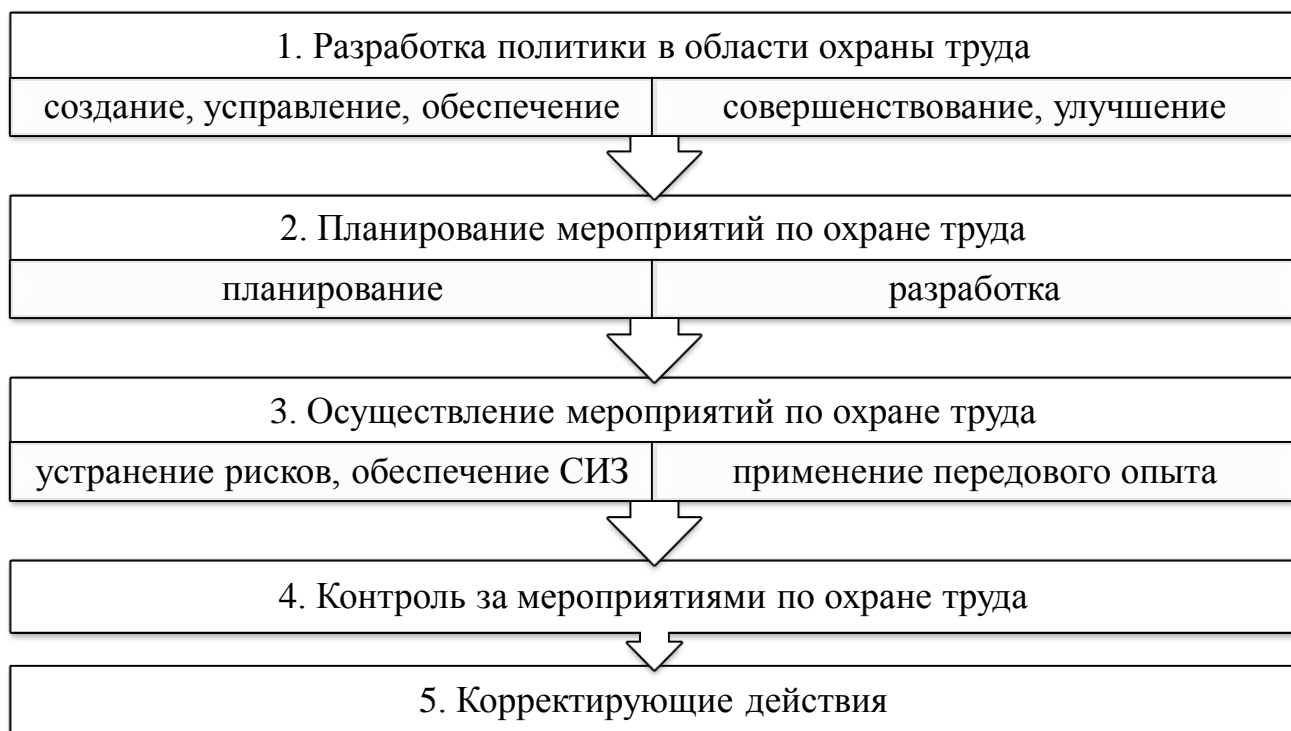 1. Разработка политики в области охраны труда
создание, усправление, обеспечение
совершенствование, улучшение
2. Планирование мероприятий по охране труда
планирование
разработка
3. Осуществление мероприятий по охране труда
устранение рисков, обеспечение СИЗ
применение передового опыта
4. Контроль за мероприятиями по охране труда
5. Корректирующие действия